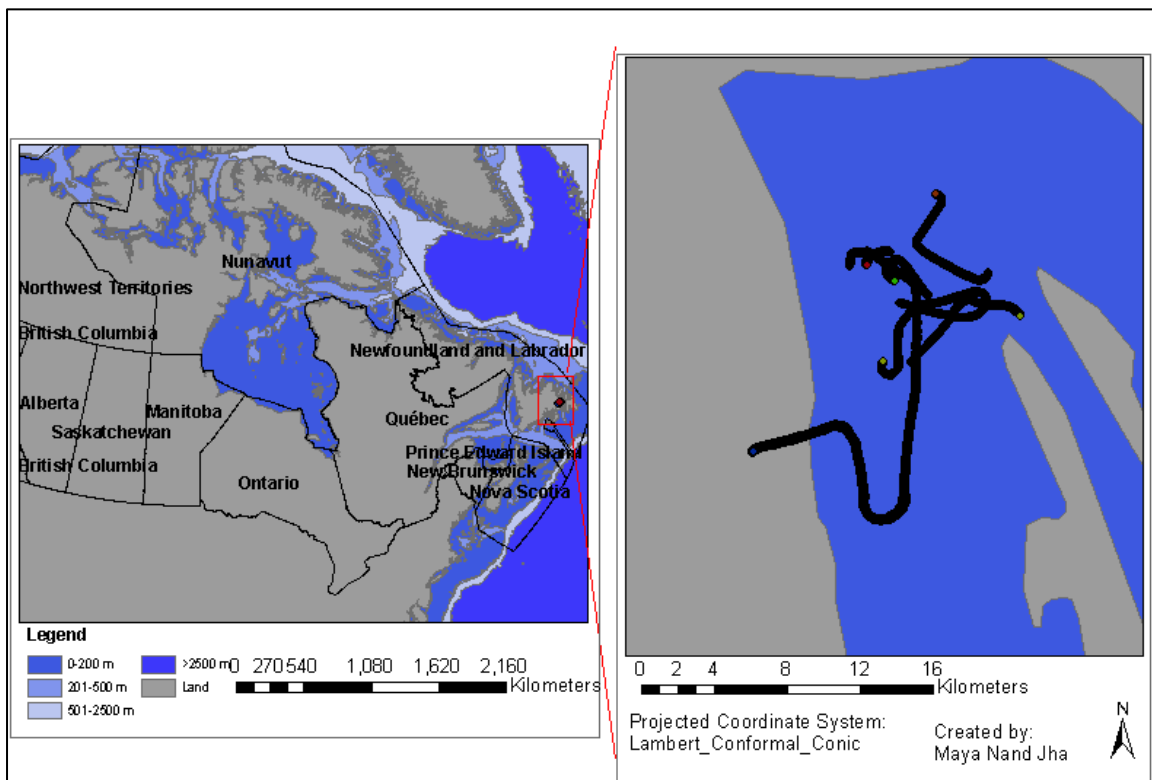 Nunavut
Northwest Territories
British Columbia
Newfoundland and Labrador
Alberta
Manitoba
Québec
Saskatchewan
Prince Edward Island
British Columbia
New Brunswick
Ontario
Nova Scotia
Legend
0-200 m
>2500 m
201-500 m
Land
501-2500 m
0 270 540 1,080 1,620 2,160
Kilometers
0 2 4 8 12 16
Kilometers
Projected Coordinate System:
Lambert_Conformal_Conic
Created by:
Maya Nand Jha
N